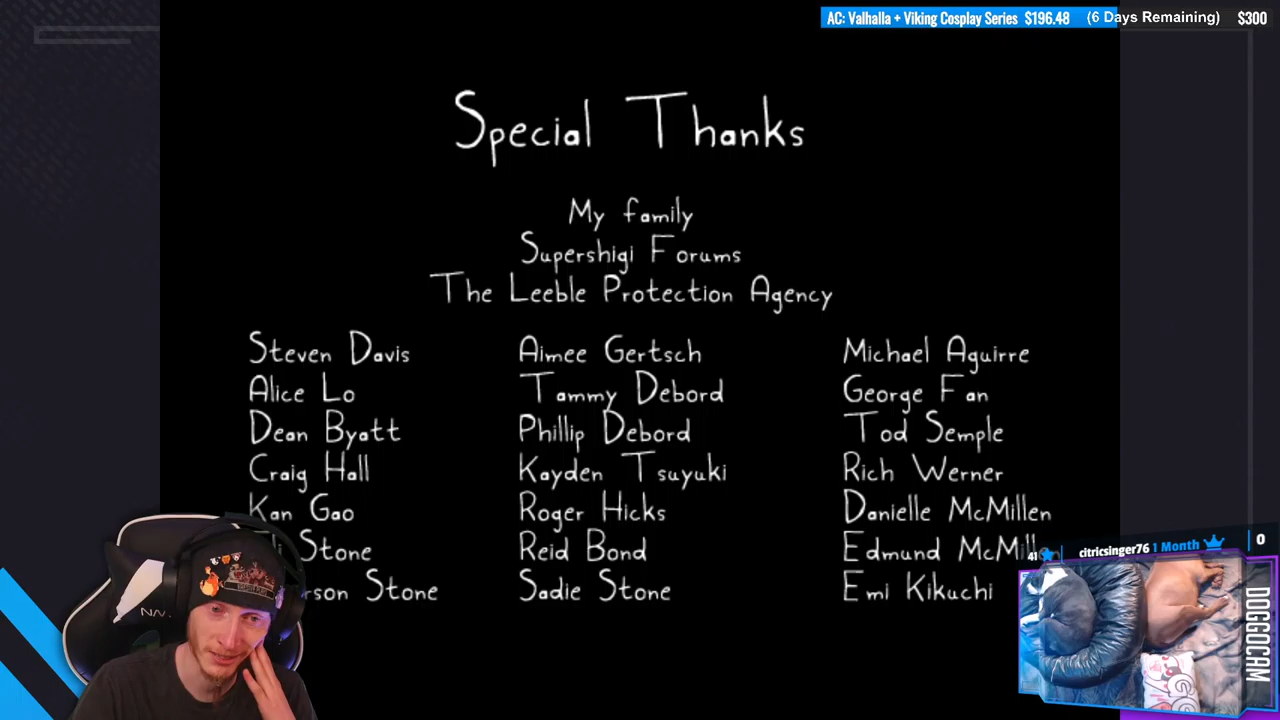 AC: Valhalla + Viking Cosplay Series $196.48 (6 Days Remaining) $300
Special Thanks
My family
Supershigi Forums
The Leeble Protection Agency
Steven Davis
Alice Lo
Dean Byatt
Craig Hall
Kan Gao
Stone
Stone
Aimee Gertsch
Tammy Debord
Phillip Debord
Kayden Tsuyuki
Roger Hicks
Reid Bond
Sadie Stone
Michael Aguirre
George Fan
Tod Semple
Rich Werner
Danielle McMillen
Edmund
Emi Kikuchi
citricsinger76 1 Month 0
DOGGOCAM